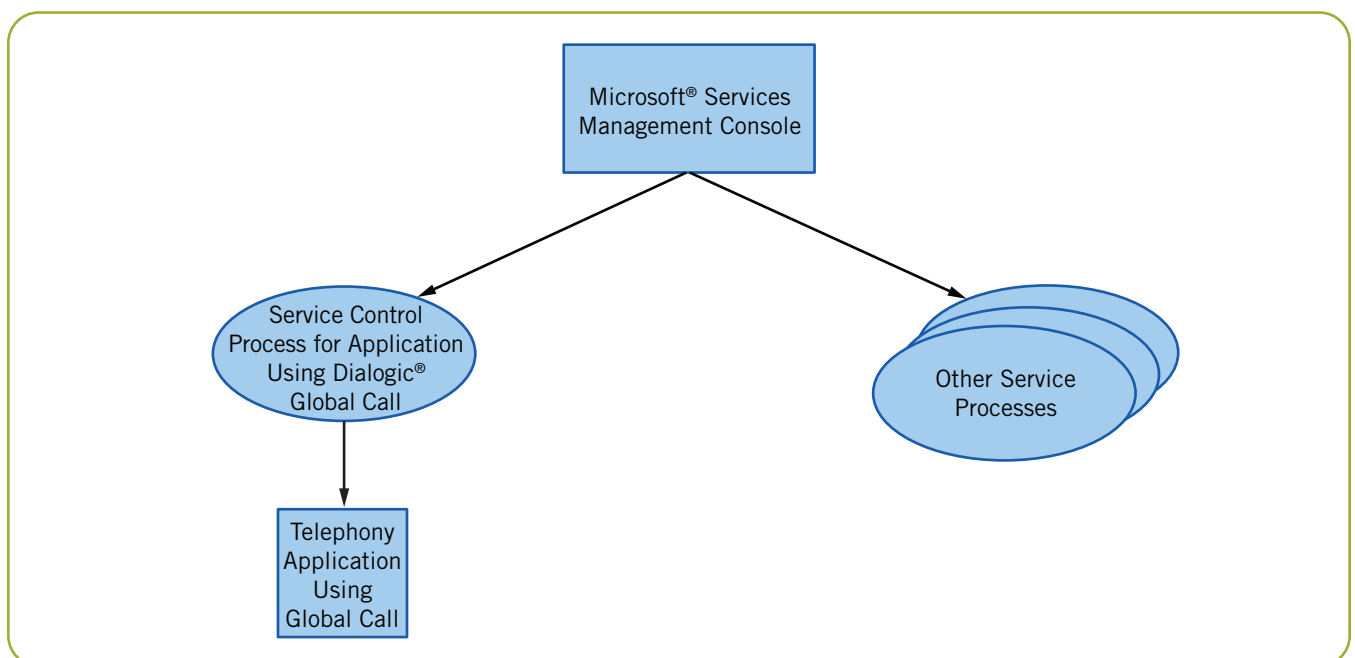 Microsoft® Services
Management Console
Service Control
Process for Application
Using Dialogic®
Global Call
Other Service
Processes
Telephony
Application
Using
Global Call